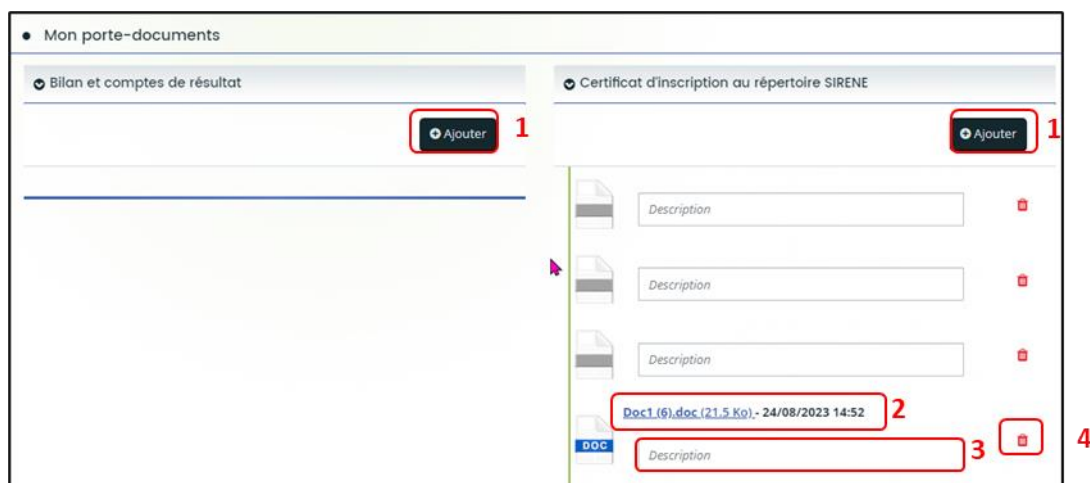 Mon porte-documents
Bilan et comptes de résultat
Certificat d'inscription au répertoire SIRENE
Ajouter 1
Ajouter 1
Description
Description
Description
Doc1 (6).doc (21.5 Ko) - 24/08/2023 14:52 2
DOC
Description 3
4